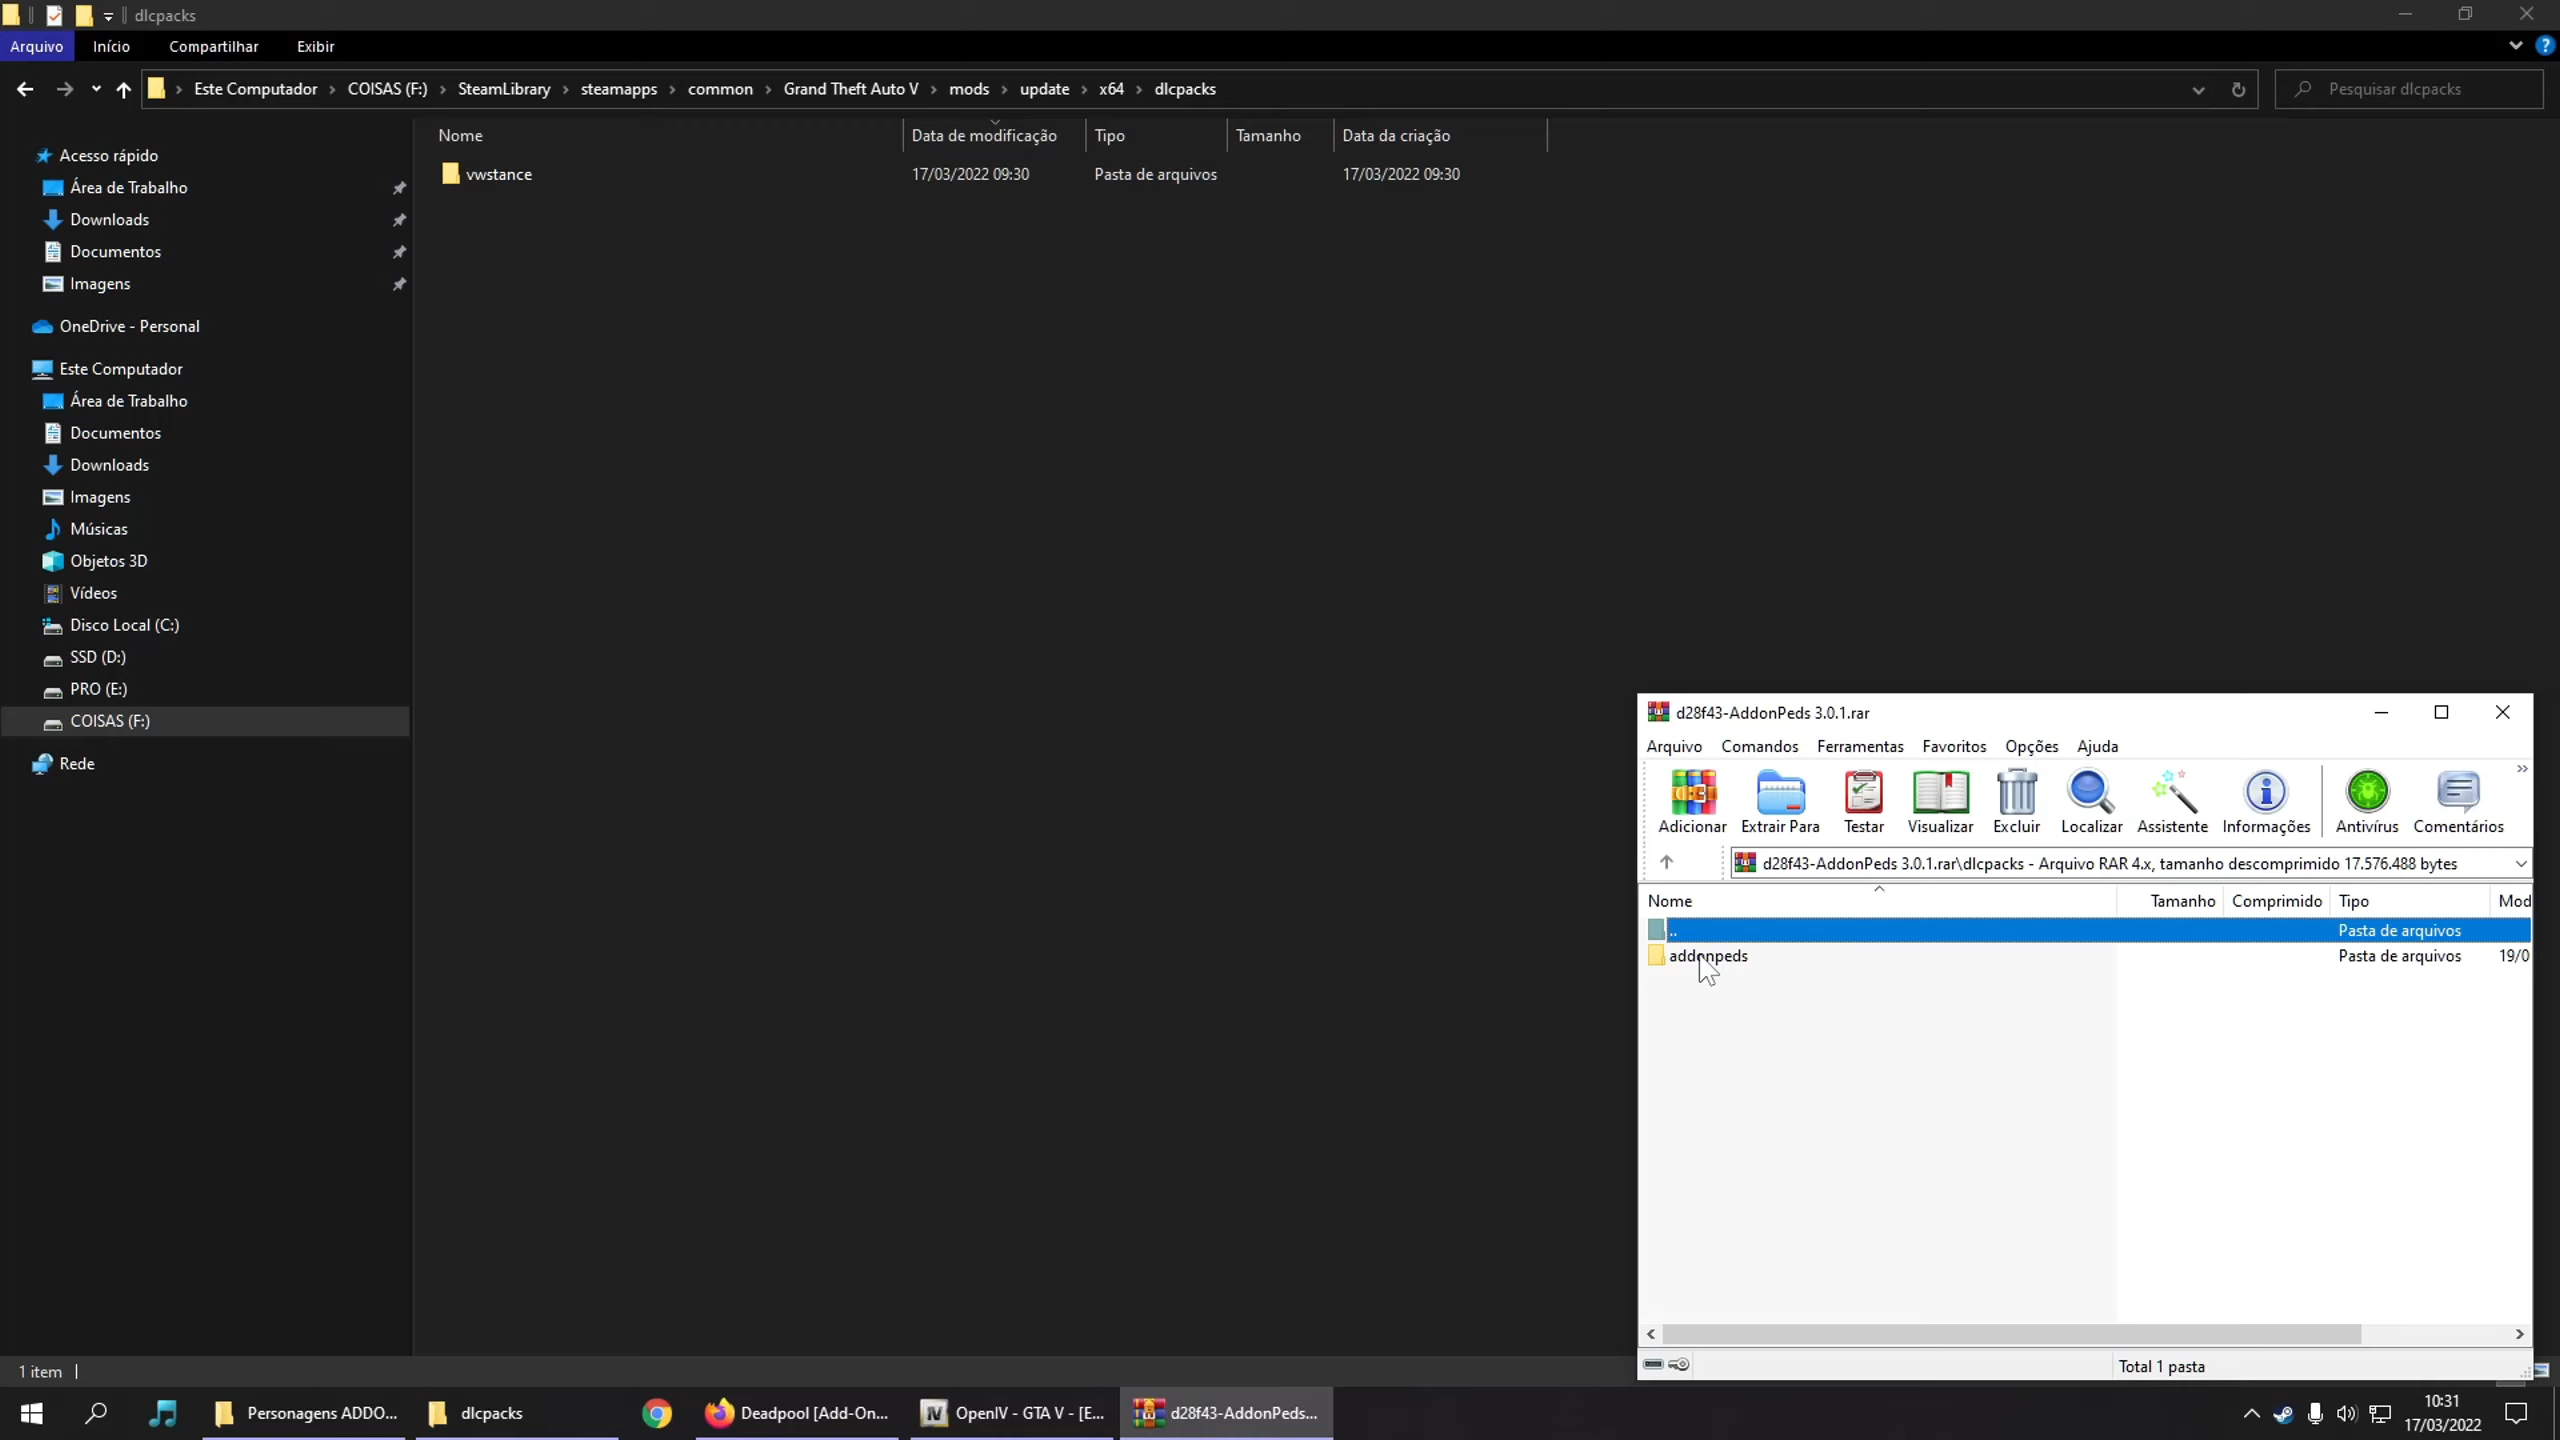 dlcpacks
Arquivo Início Compartilhar Exibir
Este Computador COISAS (F:) SteamLibrary steamapps common Grand Theft Auto V mods update x64 dlcpacks
Pesquisar dlcpacks
Nome Data de modificação Tipo Tamanho Data da criação
vwstance 17/03/2022 09:30 Pasta de arquivos 17/03/2022 09:30
Acesso rápido
Área de Trabalho
Downloads
Documentos
Imagens
OneDrive - Personal
Este Computador
Área de Trabalho
Documentos
Downloads
Imagens
Músicas
Objetos 3D
Vídeos
Disco Local (C:)
SSD (D:)
PRO (E:)
COISAS (F:)
Rede
1 item
d28f43-AddonPeds 3.0.1.rar
Arquivo Comandos Ferramentas Favoritos Opções Ajuda
Adicionar Extrair Para Testar Visualizar Excluir Localizar Assistente Informações Antivírus Comentários
d28f43-AddonPeds 3.0.1.rar\dlcpacks - Arquivo RAR 4.x, tamanho descomprimido 17.576.488 bytes
Nome Tamanho Comprimido Tipo Mod
.. Pasta de arquivos
addonpeds Pasta de arquivos 19/0
Total 1 pasta
Personagens ADDO... dlcpacks Deadpool [Add-On... OpenIV - GTA V - [E... d28f43-AddonPeds...
10:31
17/03/2022